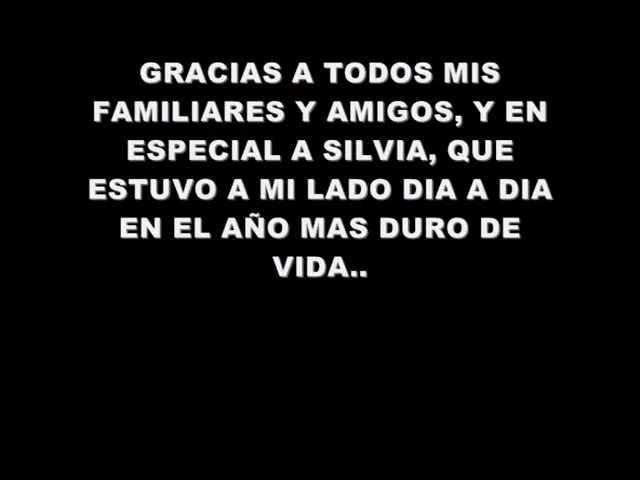 GRACIAS A TODOS MIS
FAMILIARES Y AMIGOS, Y EN
ESPECIAL A SILVIA, QUE
ESTUVO A MI LADO DIA A DIA
EN EL AÑO MAS DURO DE
VIDA..